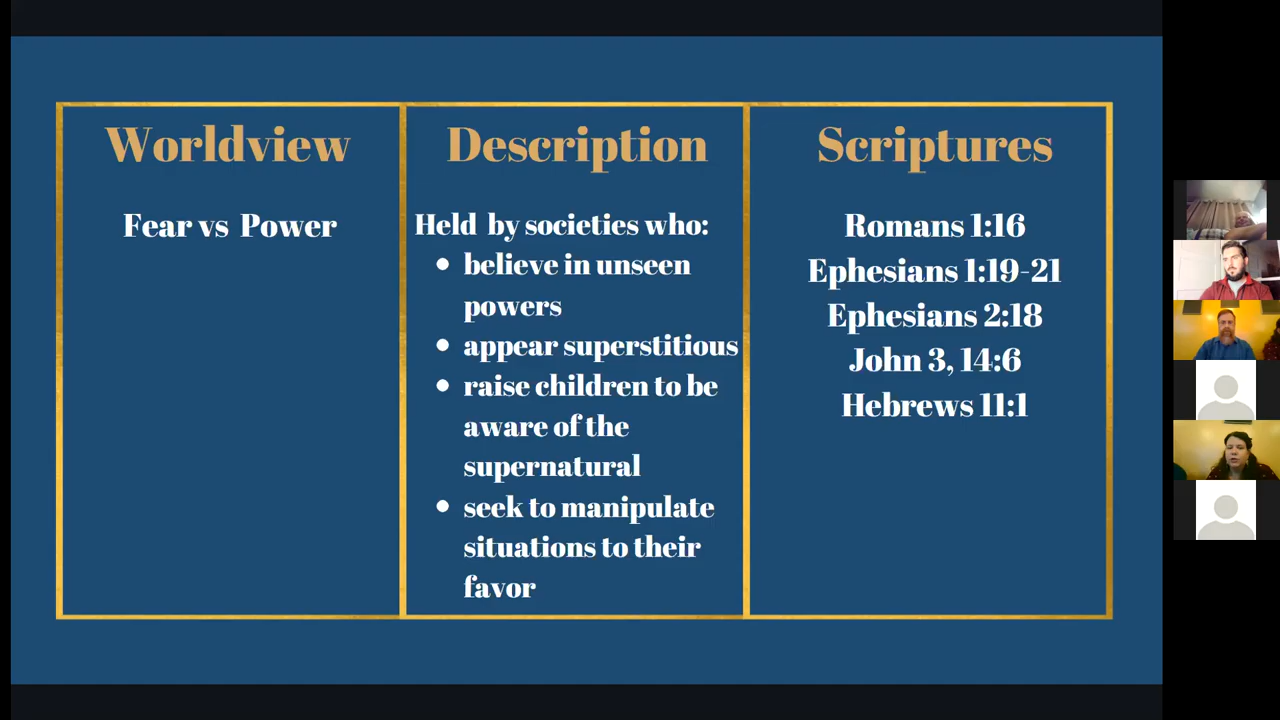 Worldview
Fear vs Power
Description
Held by societies who:
• believe in unseen
powers
• appear superstitious
• raise children to be
aware of the
supernatural
• seek to manipulate
situations to their
favor
Scriptures
Romans 1:16
Ephesians 1:19-21
Ephesians 2:18
John 3, 14:6
Hebrews 11:1